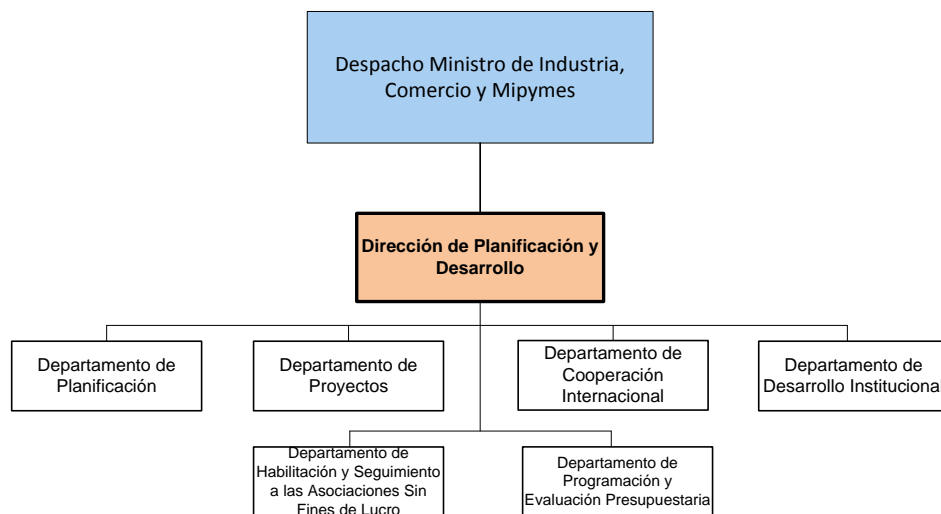 Despacho Ministro de Industria,
Comercio y Mipymes
Dirección de Planificación y
Desarrollo
Departamento de
Planificación
Departamento de
Proyectos
Departamento de
Cooperación
Internacional
Departamento de
Desarrollo Institucional
Departamento de
Habilitación y Seguimiento
a las Asociaciones Sin
Fines de Lucro
Departamento de
Programación y
Evaluación Presupuestaria